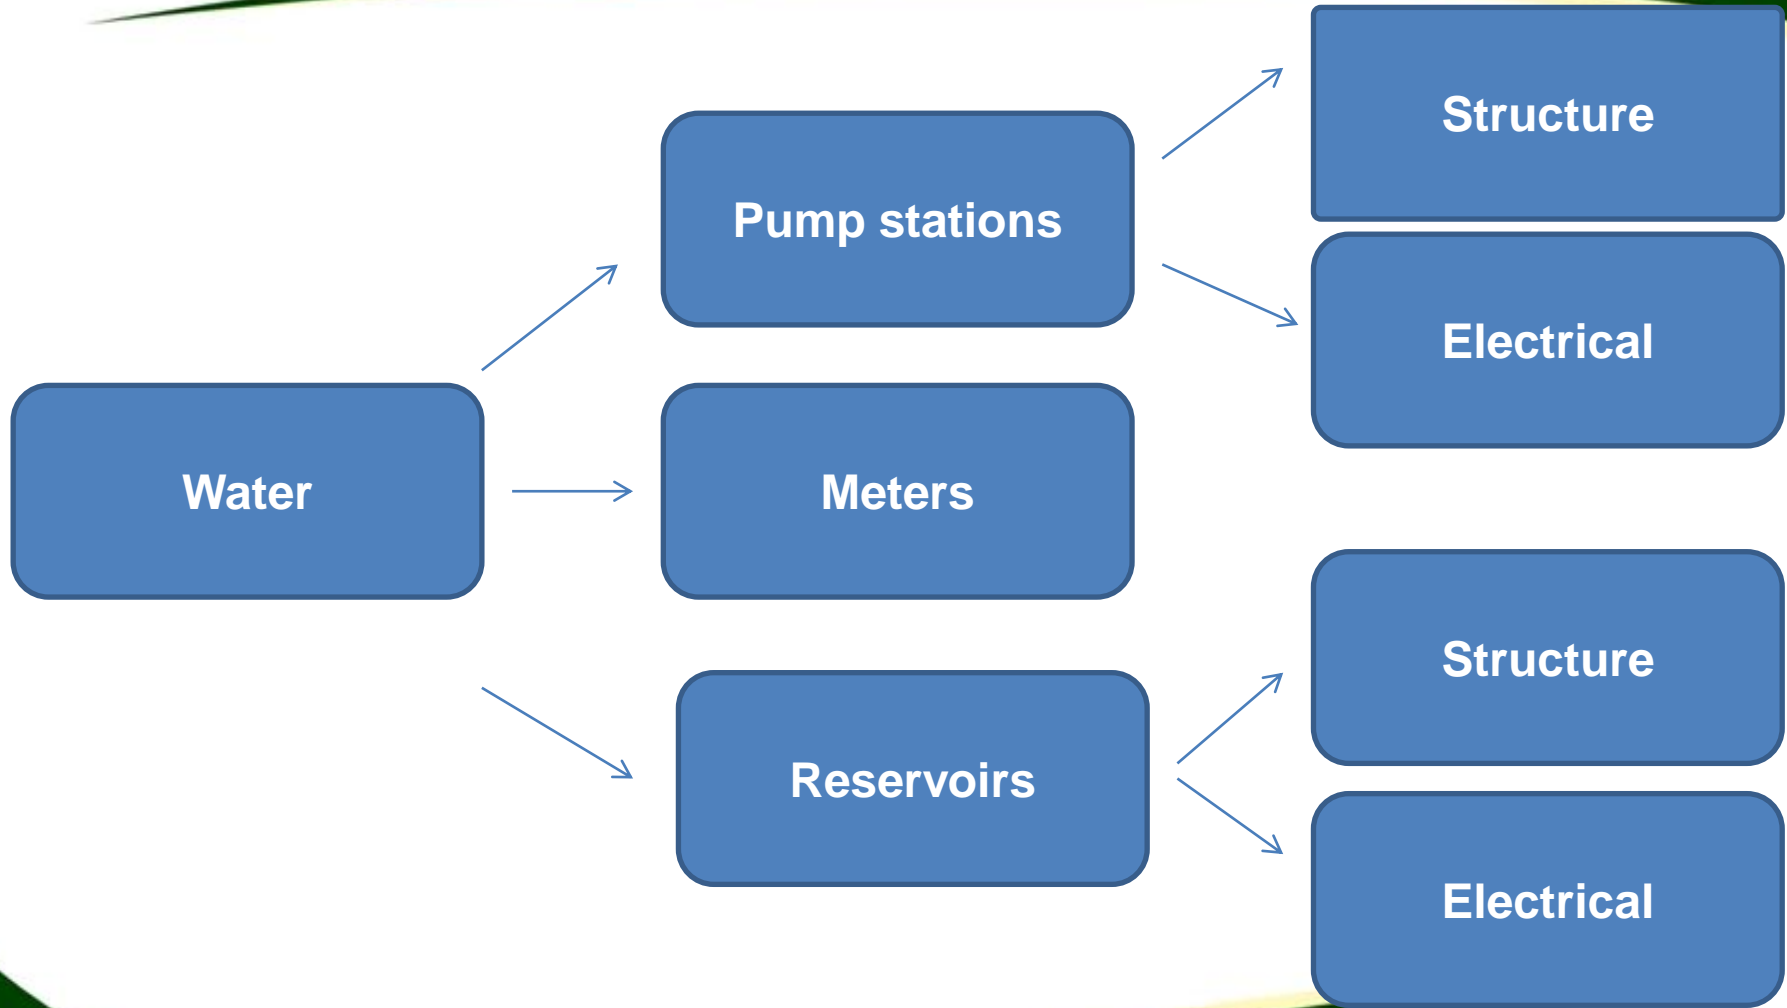 Water
Pump stations
Structure
Electrical
Meters
Reservoirs
Structure
Electrical